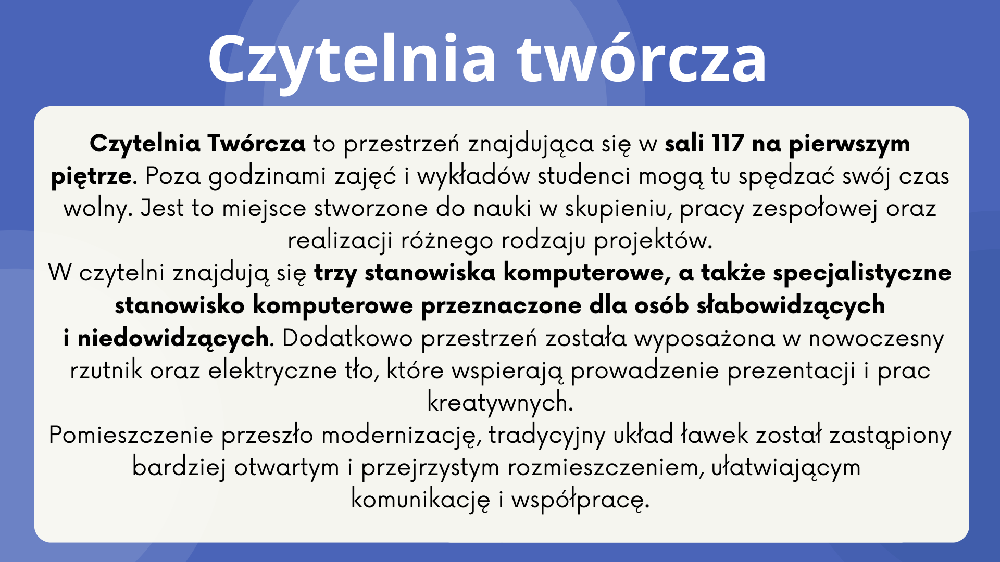 Czytelnia twórcza
Czytelnia Twórcza to przestrzeń znajdująca się w sali 117 na pierwszym
piętrze. Poza godzinami zajęć i wykładów studenci mogą tu spędzać swój czas
wolny. Jest to miejsce stworzone do nauki w skupieniu, pracy zespołowej oraz
realizacji różnego rodzaju projektów.
W czytelni znajdują się trzy stanowiska komputerowe, a także specjalistyczne
stanowisko komputerowe przeznaczone dla osób słabowidzących
i niedowidzących. Dodatkowo przestrzeń została wyposażona w nowoczesny
rzutnik oraz elektryczne tło, które wspierają prowadzenie prezentacji i prac
kreatywnych.
Pomieszczenie przeszło modernizację, tradycyjny układ ławek został zastąpiony
bardziej otwartym i przejrzystym rozmieszczeniem, ułatwiającym
komunikację i współpracę.